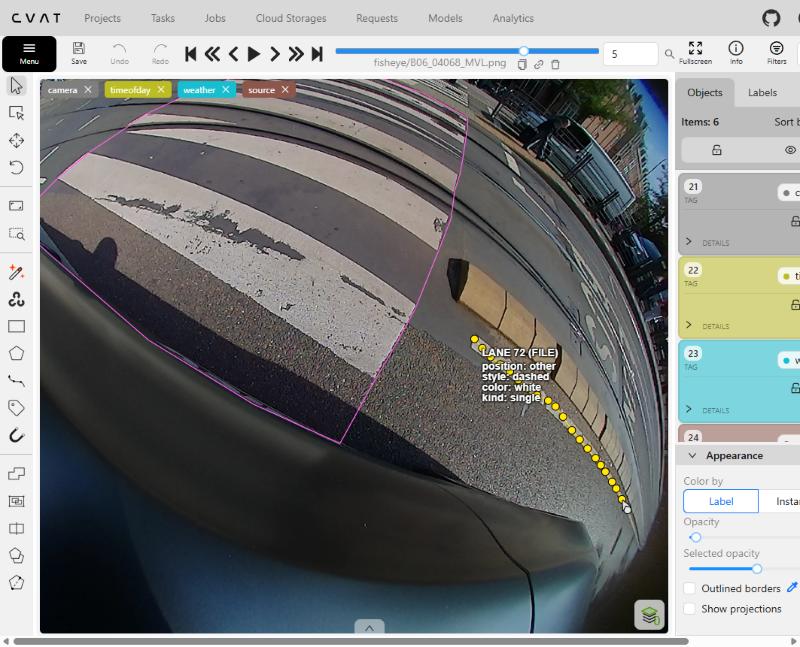 CVAT
Projects
Tasks
Jobs
Cloud Storages
Requests
Models
Analytics
Menu
Save
Undo
Redo
fisheye/B06_04068_MVL.png
5
Fullscreen
Info
Filters
camera
timeofday
weather
source
LANE 72 (FILE)
position: other
style: dashed
color: white
kind: single
Objects
Labels
Items: 6
Sort b
21
TAG
c
DETAILS
22
TAG
ti
DETAILS
23
TAG
w
DETAILS
24
Appearance
Color by
Label
Insta
Opacity
Selected opacity
Outlined borders
Show projections